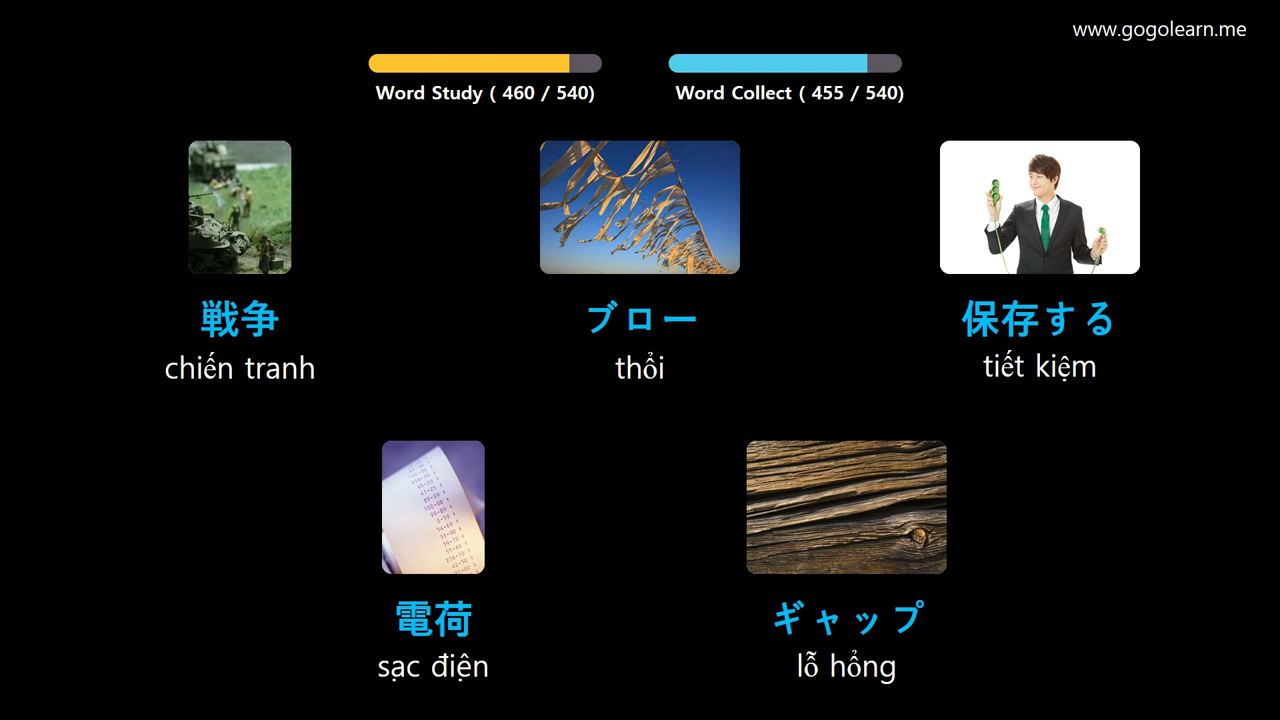 www.gogolearn.me
Word Study ( 460 / 540)
Word Collect ( 455 / 540)
戦争
chiến tranh
ブロー
thổi
保存する
tiết kiệm
電荷
sạc điện
ギャップ
lỗ hổng